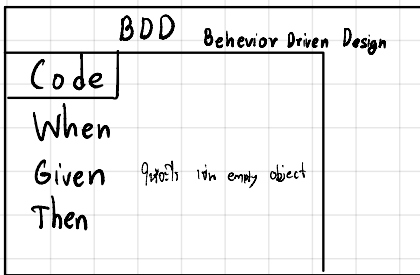 BDD Behevior Driven Design
Code
When
Given empty object
Then